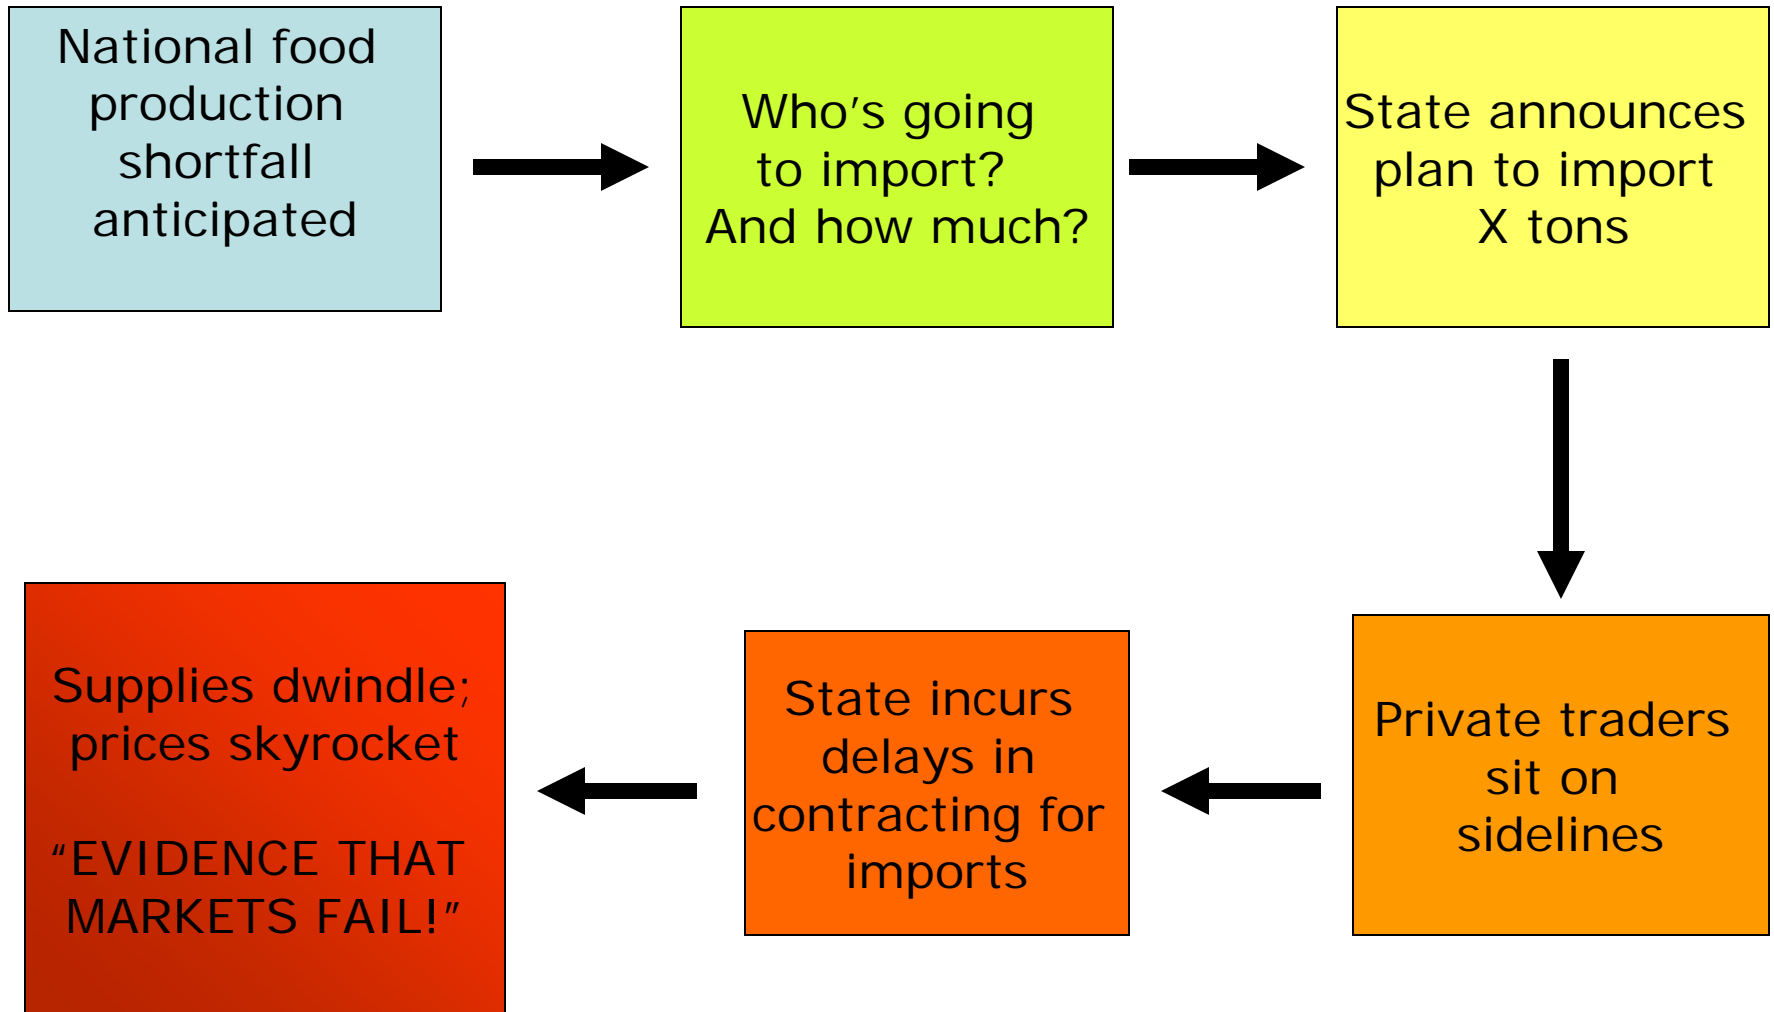 National food
production
shortfall
anticipated
Who's going
to import?
And how much?
State announces
plan to import
X tons
Private traders
sit on
sidelines
State incurs
delays in
contracting for
imports
Supplies dwindle;
prices skyrocket
“EVIDENCE THAT
MARKETS FAIL!”